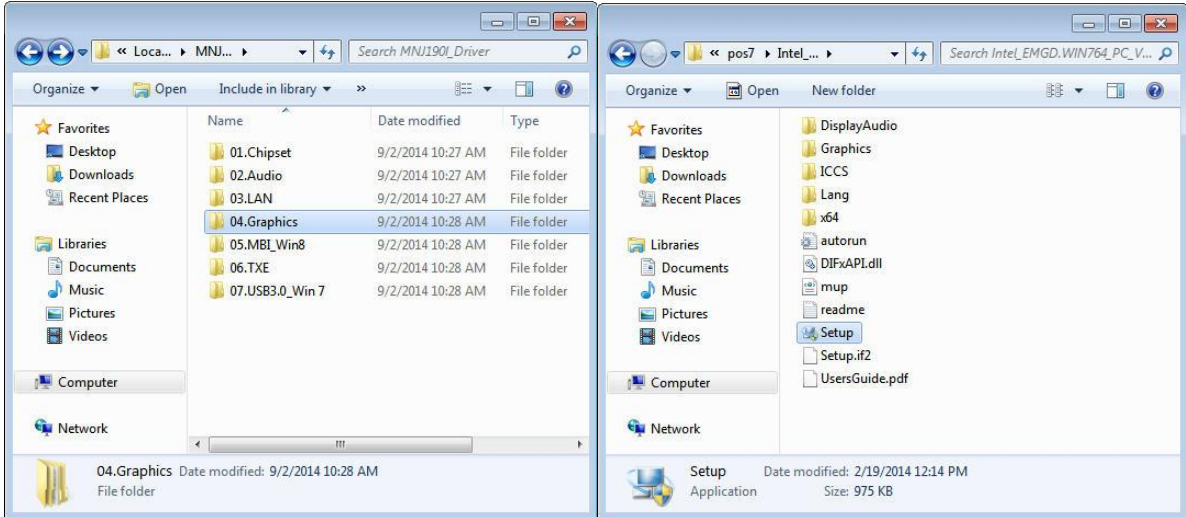 « Loca... ▸ MNJ... ▸
Search MNJ190I_Driver
Organize ▾ Open Include in library ▾ »
Favorites
Desktop
Downloads
Recent Places
Libraries
Documents
Music
Pictures
Videos
Computer
Network
Name Date modified Type
01.Chipset 9/2/2014 10:27 AM File folder
02.Audio 9/2/2014 10:27 AM File folder
03.LAN 9/2/2014 10:27 AM File folder
04.Graphics 9/2/2014 10:28 AM File folder
05.MBI_Win8 9/2/2014 10:28 AM File folder
06.TXE 9/2/2014 10:28 AM File folder
07.USB3.0_Win 7 9/2/2014 10:28 AM File folder
04.Graphics Date modified: 9/2/2014 10:28 AM
File folder
« pos7 ▸ Intel_... ▸
Search Intel_EMGD.WIN764_PC_V...
Organize ▾ Open New folder
Favorites
Desktop
Downloads
Recent Places
Libraries
Documents
Music
Pictures
Videos
Computer
Network
DisplayAudio
Graphics
ICCS
Lang
x64
autorun
DIFxAPI.dll
mup
readme
Setup
Setup.if2
UsersGuide.pdf
Setup Date modified: 2/19/2014 12:14 PM
Application Size: 975 KB